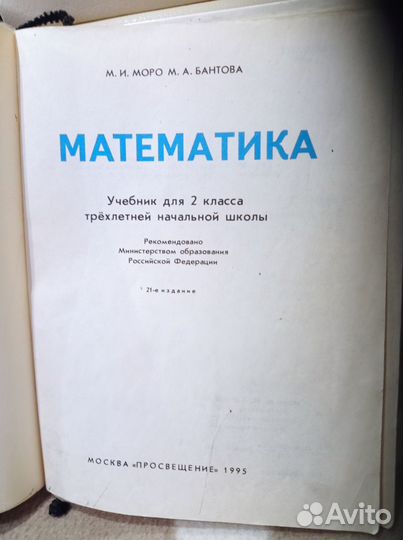 М. И. МОРО М. А. БАНТОВА
МАТЕМАТИКА
Учебник для 2 класса
трёхлетней начальной школы
Рекомендовано
Министерством образования
Российской Федерации
21-е издание
МОСКВА «ПРОСВЕЩЕНИЕ» 1995
Avito